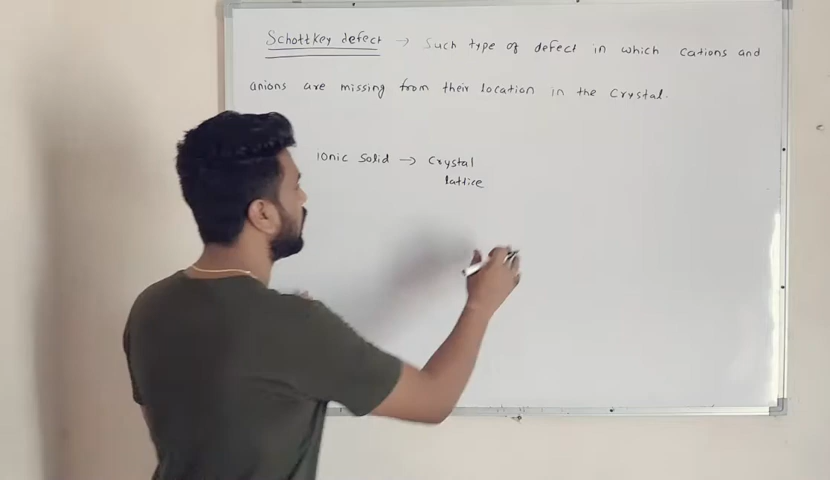 Schottkey defect → Such type of defect in which cations and
anions are missing from their location in the crystal.
Ionic solid → Crystal
lattice